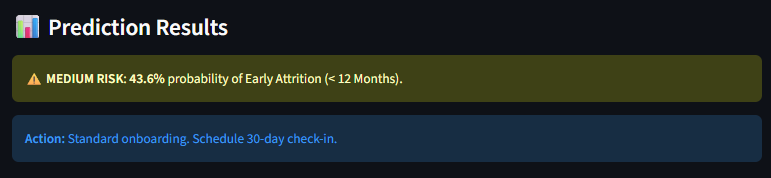 Prediction Results
MEDIUM RISK: 43.6% probability of Early Attrition (< 12 Months).
Action: Standard onboarding. Schedule 30-day check-in.